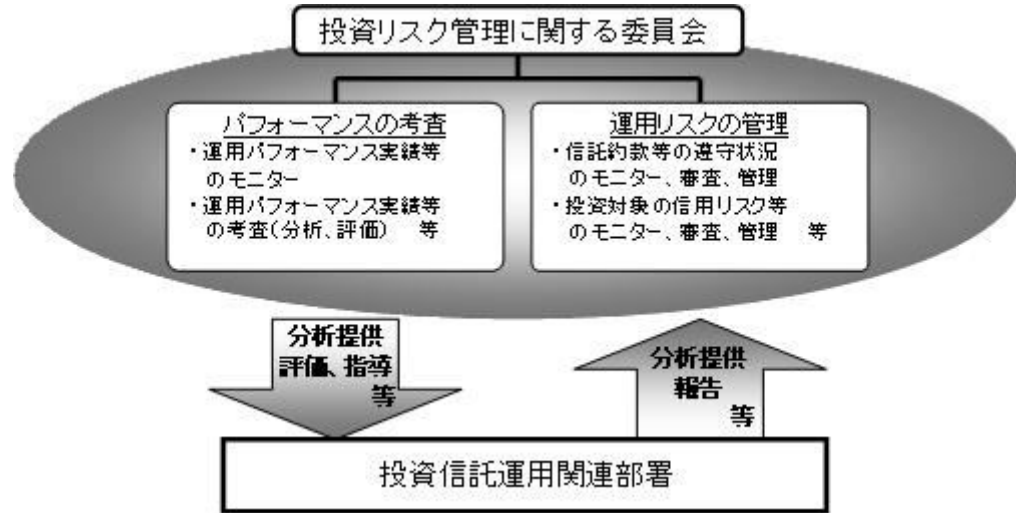 投資リスク管理に関する委員会
パフォーマンスの考査
・運用パフォーマンス実績等
のモニター
・運用パフォーマンス実績等
の考査(分析、評価) 等
運用リスクの管理
・信託約款等の遵守状況
のモニター、審査、管理
・投資対象の信用リスク等
のモニター、審査、管理 等
分析提供
評価、指導
等
分析提供
報告
等
投資信託運用関連部署